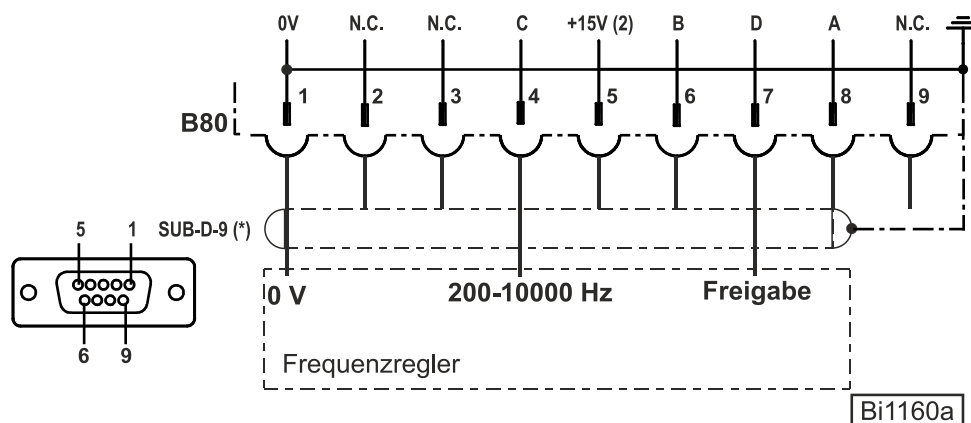 0V N.C. N.C. C +15V (2) B D A N.C.
1 2 3 4 5 6 7 8 9
B80
5 1 SUB-D-9 (*)
0 V 200-10000 Hz Freigabe
6 9
Frequenzregler
Bi1160a